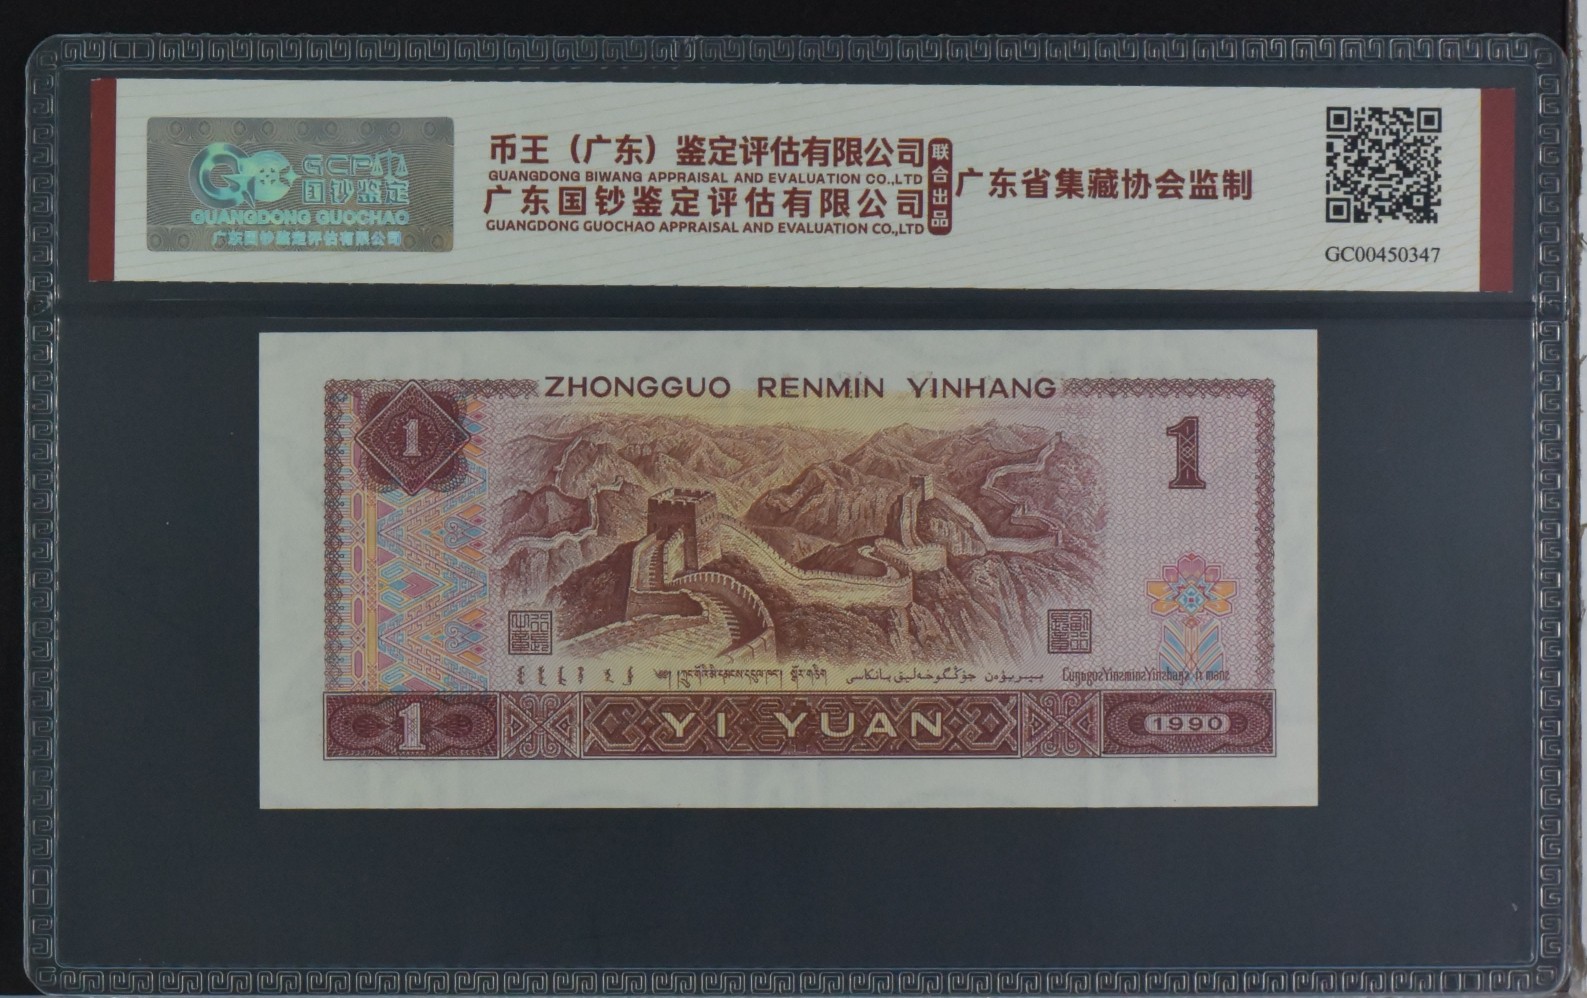 GCP
国钞鉴定
GUANGDONG GUOCHAO
广东国钞鉴定评估有限公司
币王（广东）鉴定评估有限公司
GUANGDONG BIWANG APPRAISAL AND EVALUATION CO.,LTD
广东国钞鉴定评估有限公司
GUANGDONG GUOCHAO APPRAISAL AND EVALUATION CO.,LTD
联合出品
广东省集藏协会监制
GC00450347
ZHONGGUO RENMIN YINHANG
1
1
1
YI YUAN
1990